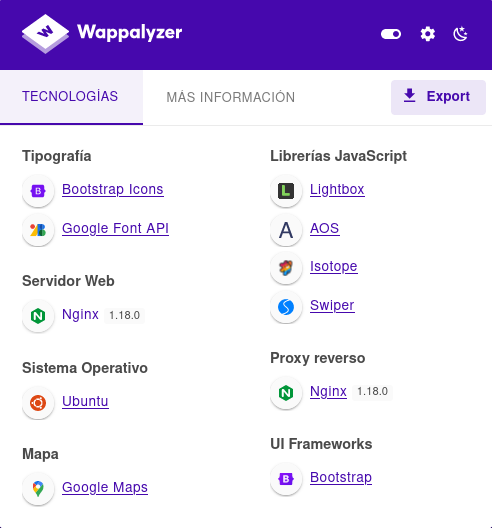 Wappalyzer
TECNOLOGÍAS
MÁS INFORMACIÓN
Export
Tipografía
Bootstrap Icons
Google Font API
Servidor Web
Nginx 1.18.0
Sistema Operativo
Ubuntu
Mapa
Google Maps
Librerías JavaScript
Lightbox
AOS
Isotope
Swiper
Proxy reverso
Nginx 1.18.0
UI Frameworks
Bootstrap